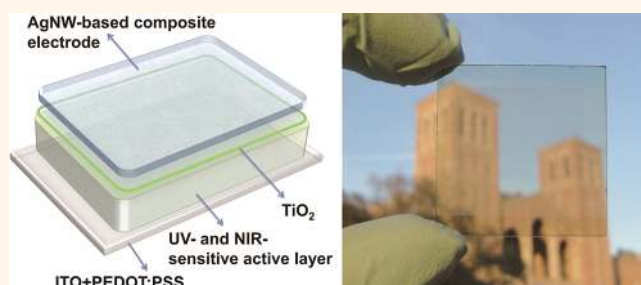 AgNW-based composite
electrode
TiO2
UV- and NIR-
sensitive active layer
ITO+PEDOT:PSS